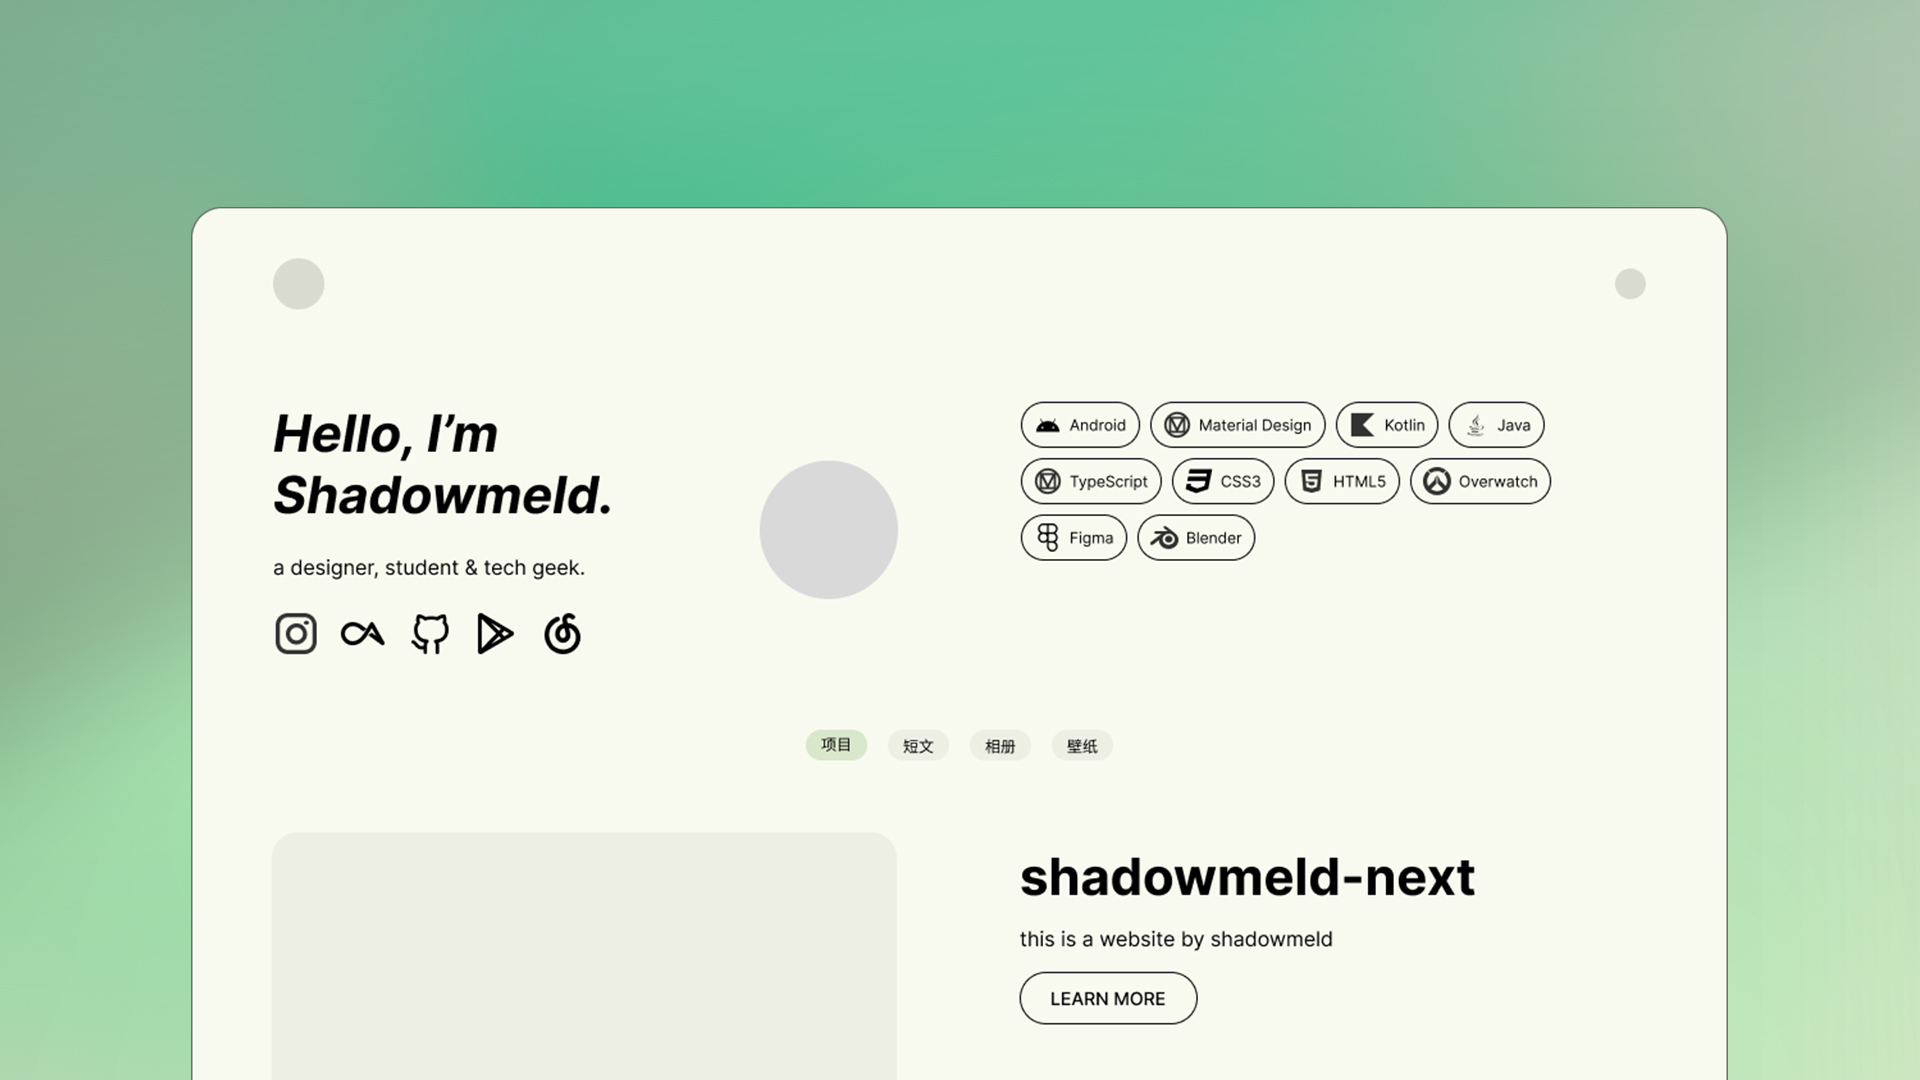 Hello, I’m
Shadowmeld.
a designer, student & tech geek.
Android Material Design Kotlin Java
TypeScript CSS3 HTML5 Overwatch
Figma Blender
项目 短文 相册 壁纸
shadowmeld-next
this is a website by shadowmeld
LEARN MORE